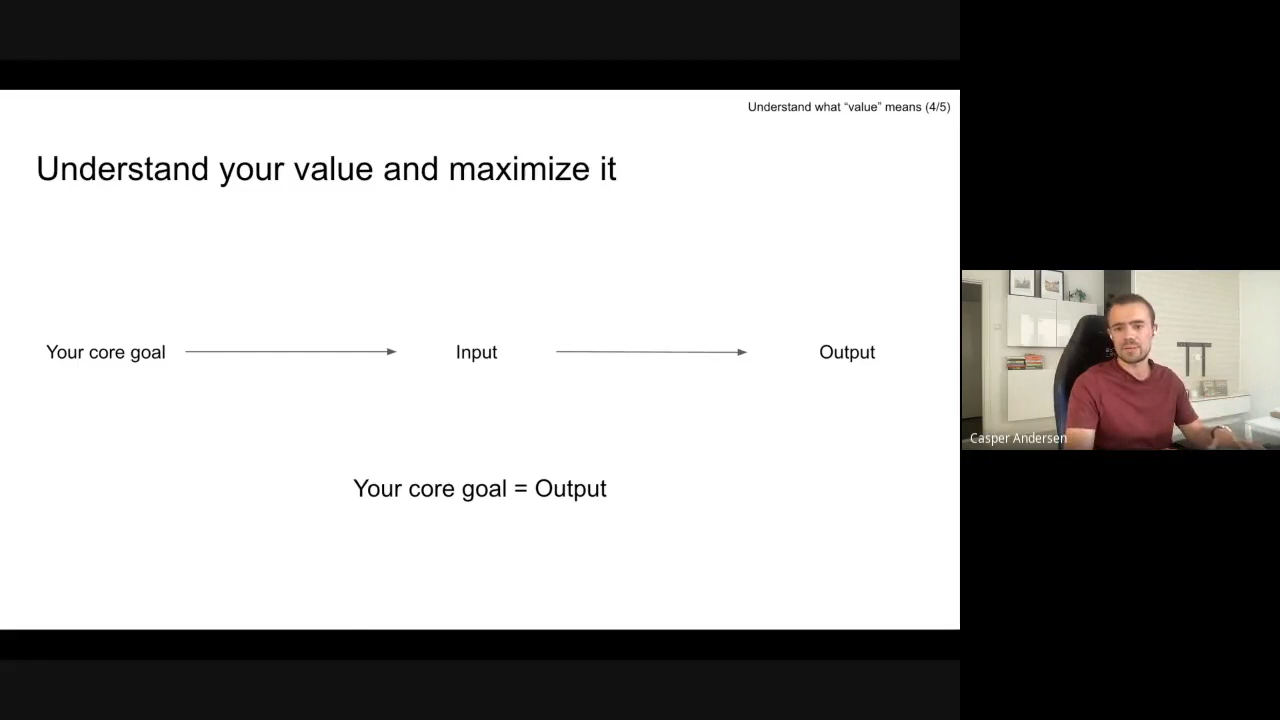 Understand what “value” means (4/5)
Understand your value and maximize it
Your core goal
Input
Output
Your core goal = Output
Casper Andersen